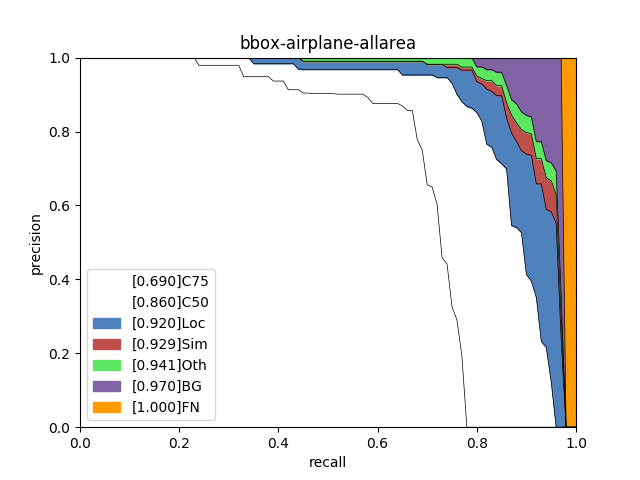 bbox-airplane-allarea
1.0
0.8
0.6
0.4
0.2
0.0
precision
[0.690]C75
[0.860]C50
[0.920]Loc
[0.929]Sim
[0.941]Oth
[0.970]BG
[1.000]FN
0.0 0.2 0.4 0.6 0.8 1.0
recall